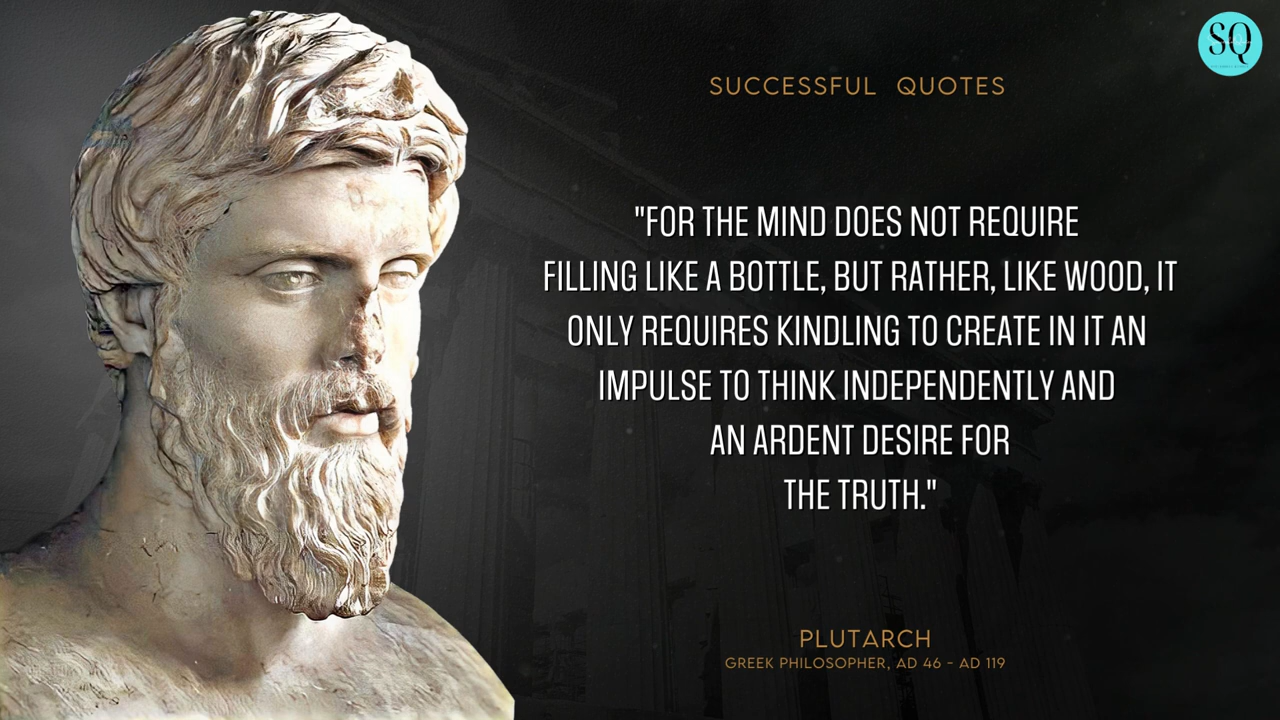 SQ
SUCCESSFUL QUOTES
"FOR THE MIND DOES NOT REQUIRE
FILLING LIKE A BOTTLE, BUT RATHER, LIKE WOOD, IT
ONLY REQUIRES KINDLING TO CREATE IN IT AN
IMPULSE TO THINK INDEPENDENTLY AND
AN ARDENT DESIRE FOR
THE TRUTH."
PLUTARCH
GREEK PHILOSOPHER, AD 46 - AD 119